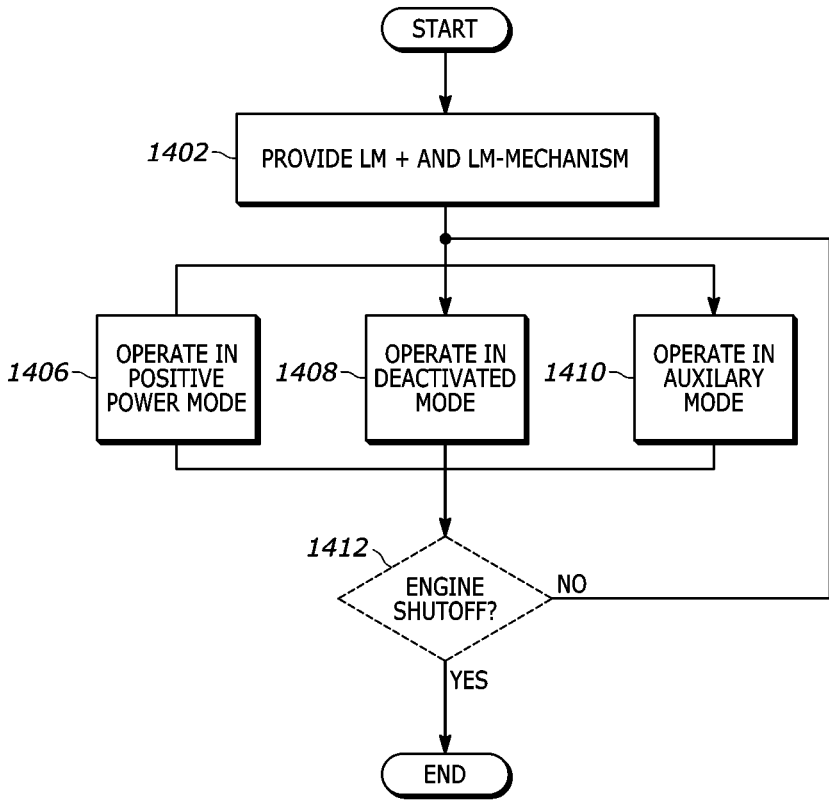 START
1402
PROVIDE LM + AND LM-MECHANISM
1406
OPERATE IN
POSITIVE
POWER MODE
1408
OPERATE IN
DEACTIVATED
MODE
1410
OPERATE IN
AUXILARY
MODE
1412
ENGINE
SHUTOFF?
NO
YES
END